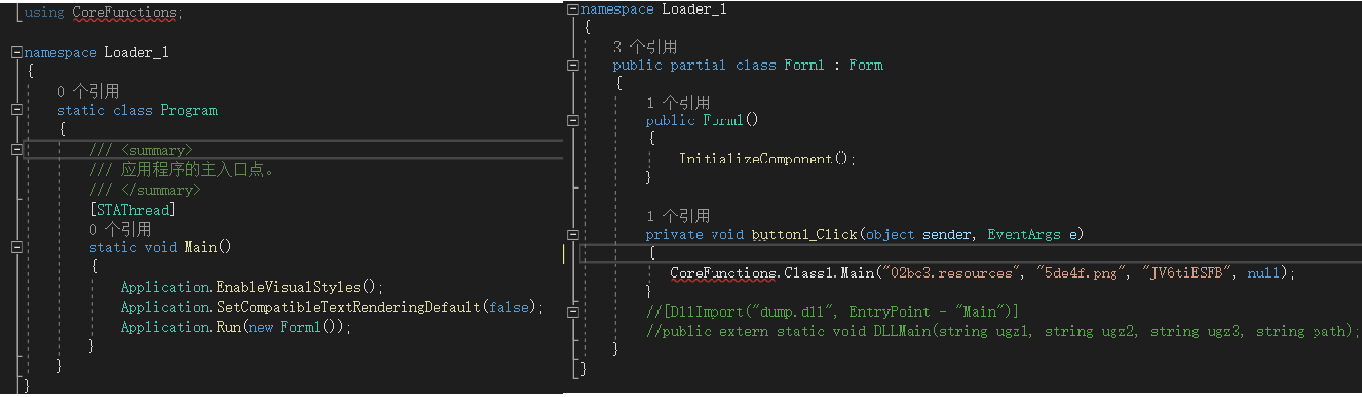 using CoreFunctions;
namespace Loader_1
{
0 个引用
static class Program
{
/// <summary>
/// 应用程序的主入口点。
/// </summary>
[STAThread]
0 个引用
static void Main()
{
Application.EnableVisualStyles();
Application.SetCompatibleTextRenderingDefault(false);
Application.Run(new Form1());
}
}
}
namespace Loader_1
{
3 个引用
public partial class Form1 : Form
{
1 个引用
public Form1()
{
InitializeComponent();
}
1 个引用
private void button1_Click(object sender, EventArgs e)
{
CoreFunctions.Class1.Main("02bc3.resources", "5de4f.png", "JV6tiESFB", null);
}
//[DllImport("dump.dll", EntryPoint - "Main")]
//public extern static void DLLMain(string ugz1, string ugz2, string ugz3, string path);
}
}